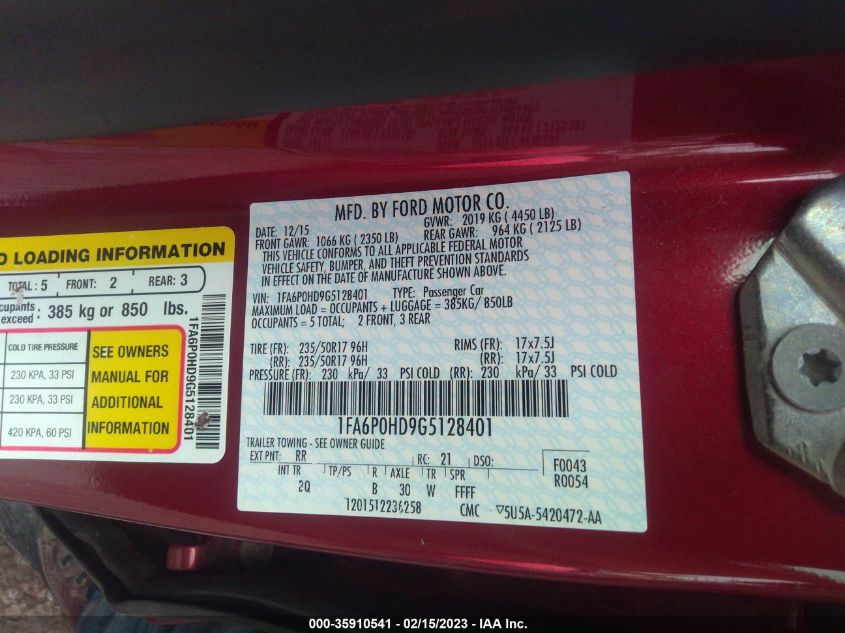 MFD. BY FORD MOTOR CO.
DATE: 12/15 GVWR: 2019 KG ( 4450 LB)
FRONT GAWR: 1066 KG ( 2350 LB) REAR GAWR: 964 KG ( 2125 LB)
THIS VEHICLE CONFORMS TO ALL APPLICABLE FEDERAL MOTOR
VEHICLE SAFETY, BUMPER, AND THEFT PREVENTION STANDARDS
IN EFFECT ON THE DATE OF MANUFACTURE SHOWN ABOVE.
VIN: 1FA6P0HD9G5128401 TYPE: Passenger Car
MAXIMUM LOAD = OCCUPANTS + LUGGAGE = 385KG/ 850LB
OCCUPANTS = 5 TOTAL; 2 FRONT, 3 REAR
TIRE (FR): 235/50R17 96H RIMS (FR): 17x7.5J
(RR): 235/50R17 96H (RR): 17x7.5J
PRESSURE (FR): 230 kPa/ 33 PSI COLD (RR): 230 kPa/ 33 PSI COLD
1FA6P0HD9G5128401
TRAILER TOWING - SEE OWNER GUIDE
EXT PNT: RR RC: 21 DSO: F0043
INT TR TP/PS R AXLE TR SPR R0054
2Q B 30 W FFFF
1201512236258 CMC ▽5U5A-5420472-AA
LOADING INFORMATION
TOTAL: 5 FRONT: 2 REAR: 3
exceed 385 kg or 850 lbs.
COLD TIRE PRESSURE
230 KPA, 33 PSI
230 KPA, 33 PSI
420 KPA, 60 PSI
SEE OWNERS
MANUAL FOR
ADDITIONAL
INFORMATION
1FA6P0HD9G5128401
000-35910541 - 02/15/2023 - IAA Inc.